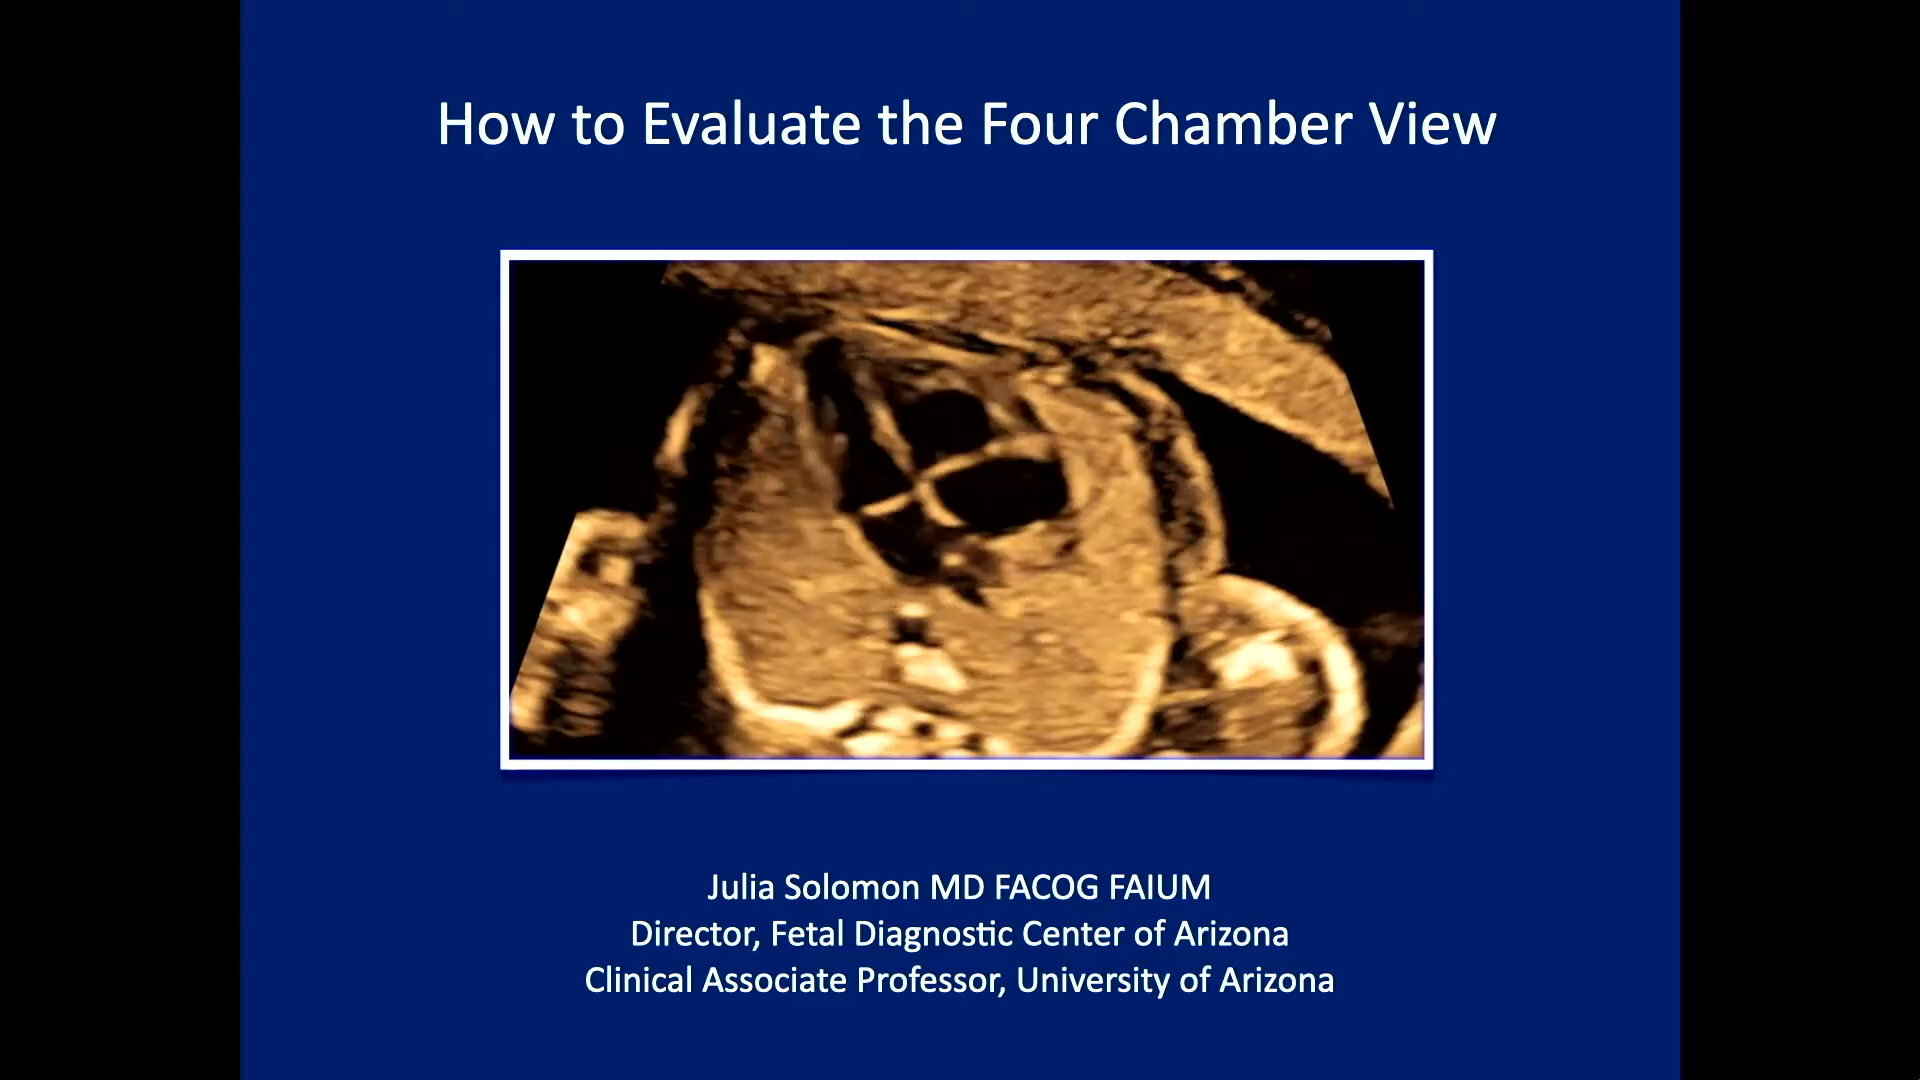 How to Evaluate the Four Chamber View
Julia Solomon MD FACOG FAIUM
Director, Fetal Diagnostic Center of Arizona
Clinical Associate Professor, University of Arizona